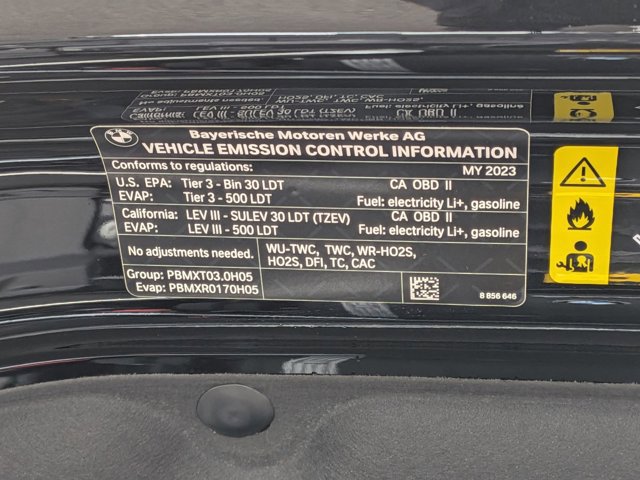 BMW
Bayerische Motoren Werke AG
VEHICLE EMISSION CONTROL INFORMATION
Conforms to regulations: MY 2023
U.S. EPA: Tier 3 - Bin 30 LDT CA OBD II
EVAP: Tier 3 - 500 LDT Fuel: electricity Li+, gasoline
California: LEV III - SULEV 30 LDT (TZEV) CA OBD II
EVAP: LEV III - 500 LDT Fuel: electricity Li+, gasoline
No adjustments needed. WU-TWC, TWC, WR-HO2S,
HO2S, DFI, TC, CAC
Group: PBMXT03.0H05
Evap: PBMXR0170H05
8 856 646